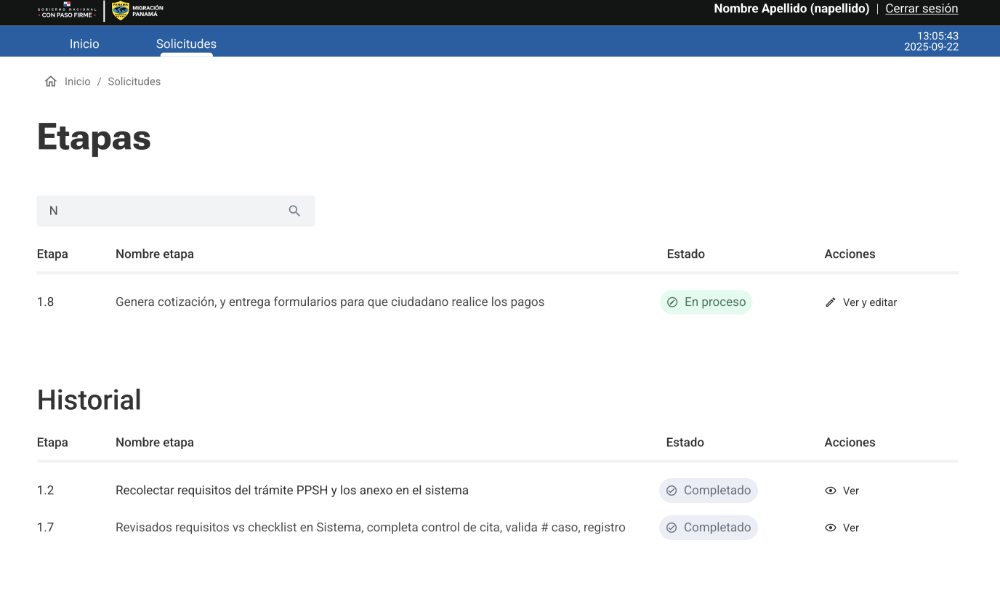 GOBIERNO NACIONAL
• CON PASO FIRME •
PANAMÁ
MIGRACIÓN
PANAMÁ
Nombre Apellido (napellido) | Cerrar sesión
Inicio
Solicitudes
13:05:43
2025-09-22
Inicio / Solicitudes
Etapas
N
Etapa Nombre etapa Estado Acciones
1.8 Genera cotización, y entrega formularios para que ciudadano realice los pagos En proceso Ver y editar
Historial
Etapa Nombre etapa Estado Acciones
1.2 Recolectar requisitos del trámite PPSH y los anexo en el sistema Completado Ver
1.7 Revisados requisitos vs checklist en Sistema, completa control de cita, valida # caso, registro Completado Ver